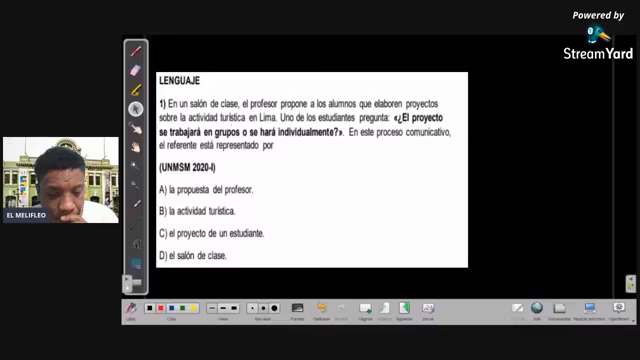 Powered by
StreamYard
LENGUAJE
1) En un salón de clase, el profesor propone a los alumnos que elaboren proyectos
sobre la actividad turística en Lima. Uno de los estudiantes pregunta: «¿El proyecto
se trabajará en grupos o se hará individualmente?». En este proceso comunicativo,
el referente está representado por
(UNMSM 2020-I)
A) la propuesta del profesor.
B) la actividad turística.
C) el proyecto de un estudiante.
D) el salón de clase.
EL MELIFLEO